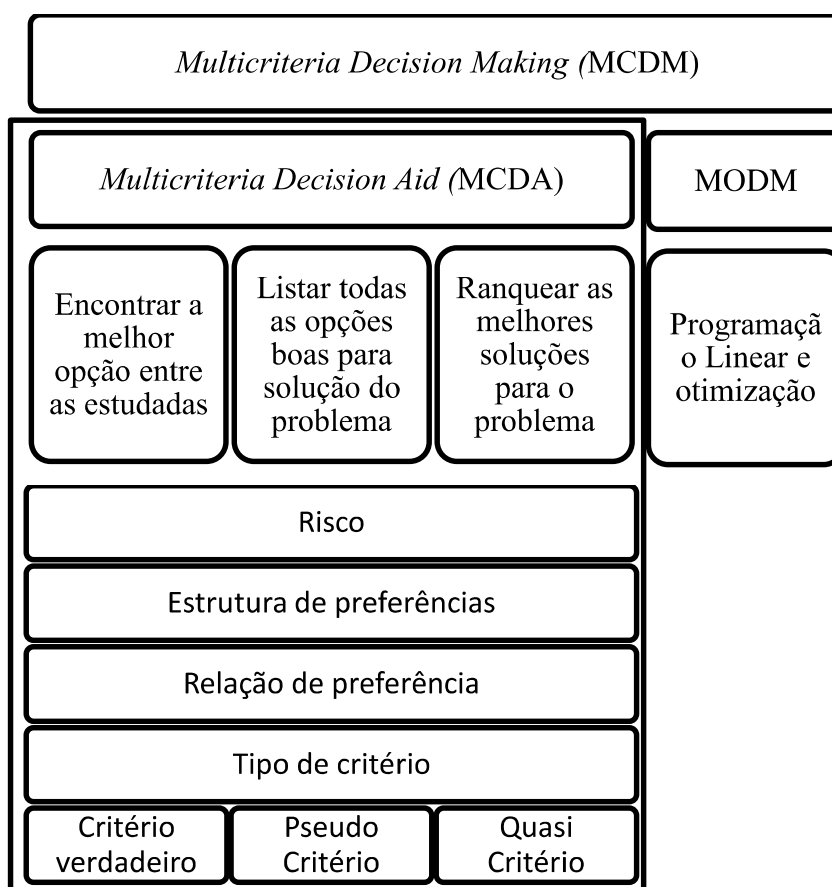 Multicriteria Decision Making (MCDM)
Multicriteria Decision Aid (MCDA)
MODM
Encontrar a
melhor
opção entre
as estudadas
Listar todas
as opções
boas para
solução do
problema
Ranquear as
melhores
soluções
para o
problema
Programaçã
o Linear e
otimização
Risco
Estrutura de preferências
Relação de preferência
Tipo de critério
Critério
verdadeiro
Pseudo
Critério
Quasi
Critério